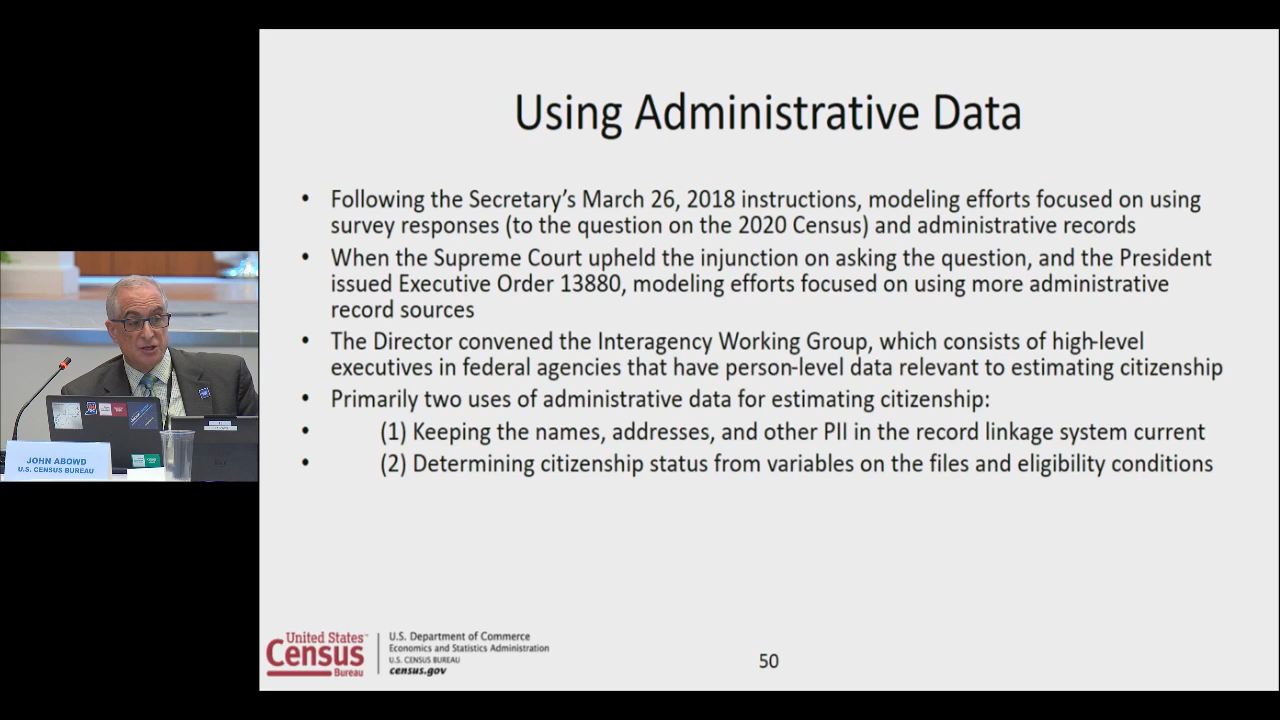 Using Administrative Data
• Following the Secretary's March 26, 2018 instructions, modeling efforts focused on using
survey responses (to the question on the 2020 Census) and administrative records
• When the Supreme Court upheld the injunction on asking the question, and the President
issued Executive Order 13880, modeling efforts focused on using more administrative
record sources
• The Director convened the Interagency Working Group, which consists of high-level
executives in federal agencies that have person-level data relevant to estimating citizenship
• Primarily two uses of administrative data for estimating citizenship:
• (1) Keeping the names, addresses, and other PII in the record linkage system current
• (2) Determining citizenship status from variables on the files and eligibility conditions
JOHN ABOWD
U.S. CENSUS BUREAU
United States™
Census
Bureau
U.S. Department of Commerce
Economics and Statistics Administration
U.S. CENSUS BUREAU
census.gov
50